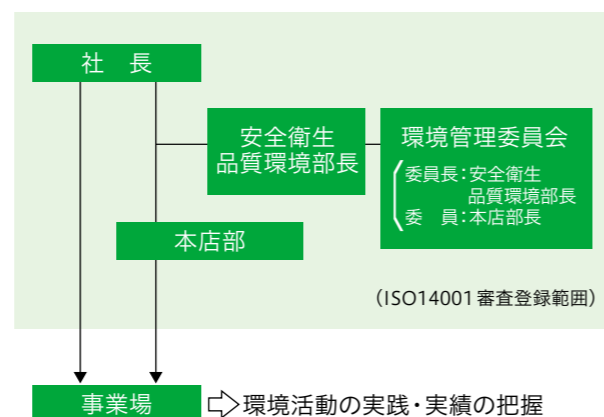 社　長
安全衛生
品質環境部長
環境管理委員会
委員長：安全衛生
品質環境部長
委　員：本店部長
本店部
（ISO14001審査登録範囲）
事業場
環境活動の実践・実績の把握